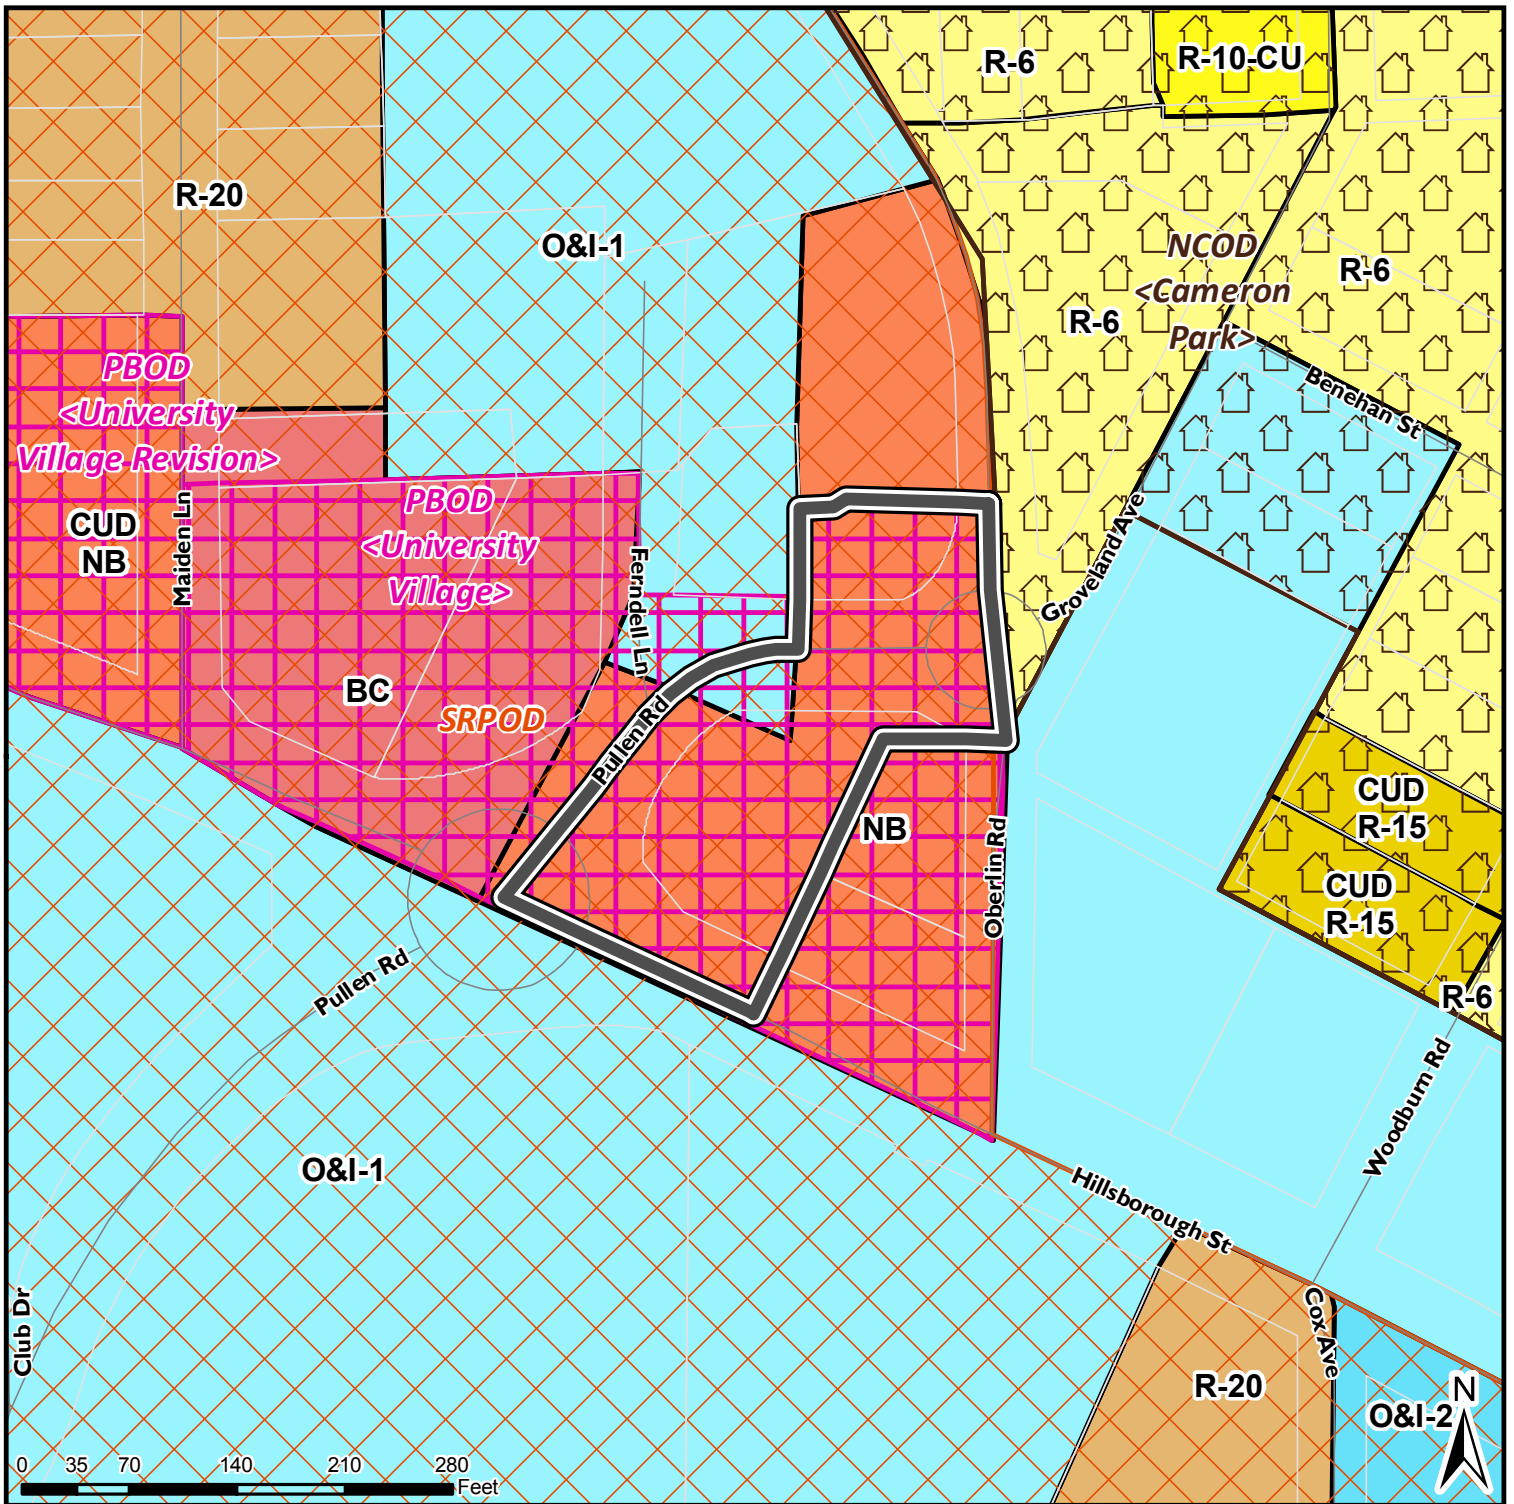 R-6
R-10-CU
R-20
O&I-1
NCOD
<Cameron
Park>
R-6
R-6
PBOD
<University
Village Revision>
Benehan St
CUD
NB
Maiden Ln
PBOD
<University
Village>
Ferndell Ln
Groveland Ave
BC
SRPOD
Pullen Rd
NB
Oberlin Rd
CUD
R-15
CUD
R-15
R-6
Pullen Rd
Woodburn Rd
O&I-1
Hillsborough St
Club Dr
Cox Ave
R-20
O&I-2
N
0 35 70 140 210 280
Feet